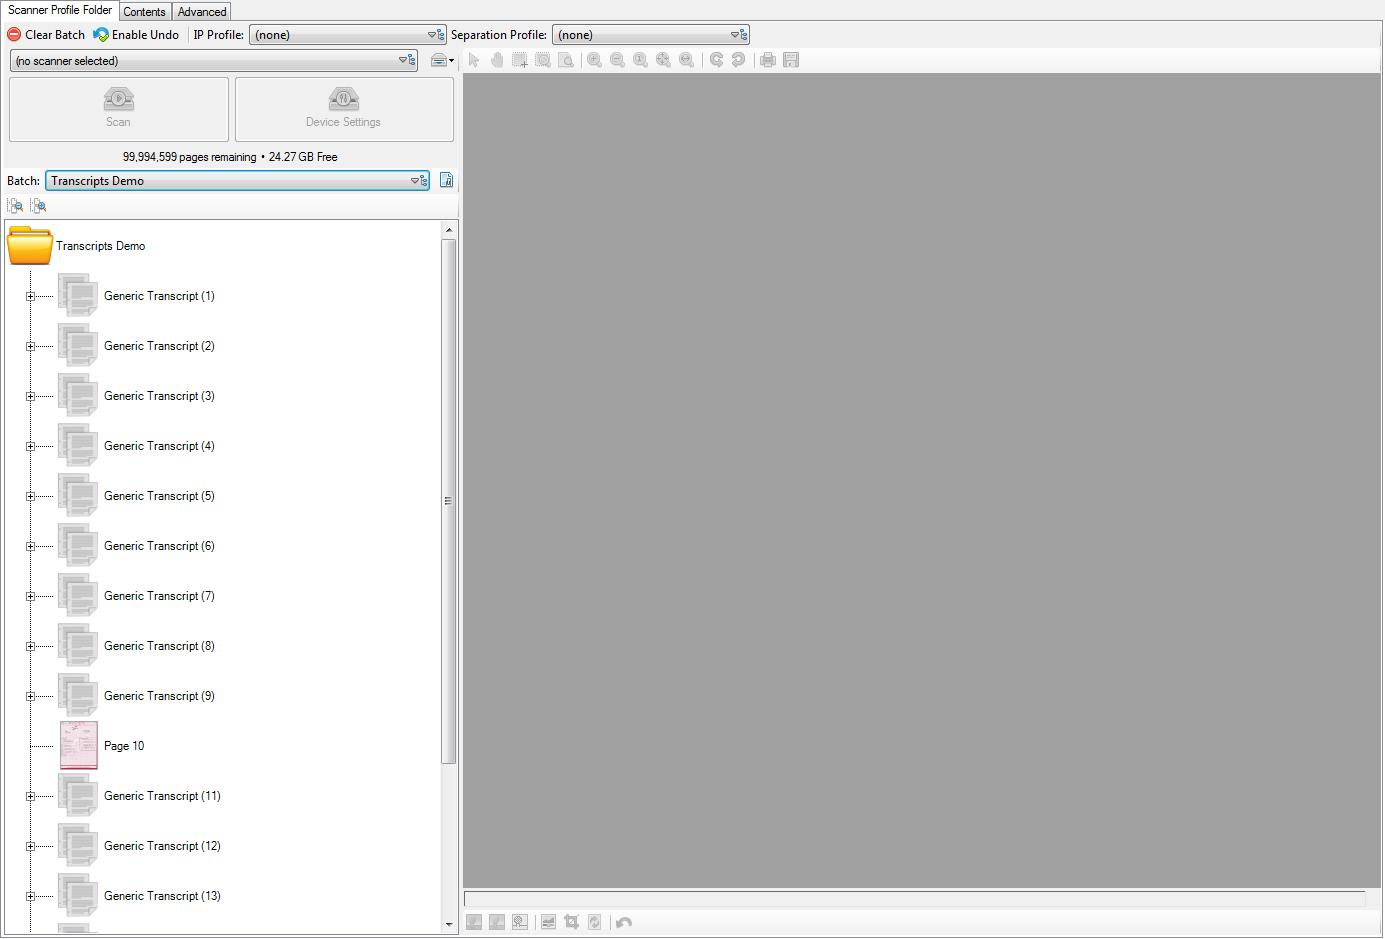 Scanner Profile Folder Contents Advanced
Clear Batch Enable Undo IP Profile: (none) Separation Profile: (none)
(no scanner selected)
Scan Device Settings
99,994,599 pages remaining • 24.27 GB Free
Batch: Transcripts Demo
Transcripts Demo
Generic Transcript (1)
Generic Transcript (2)
Generic Transcript (3)
Generic Transcript (4)
Generic Transcript (5)
Generic Transcript (6)
Generic Transcript (7)
Generic Transcript (8)
Generic Transcript (9)
Page 10
Generic Transcript (11)
Generic Transcript (12)
Generic Transcript (13)